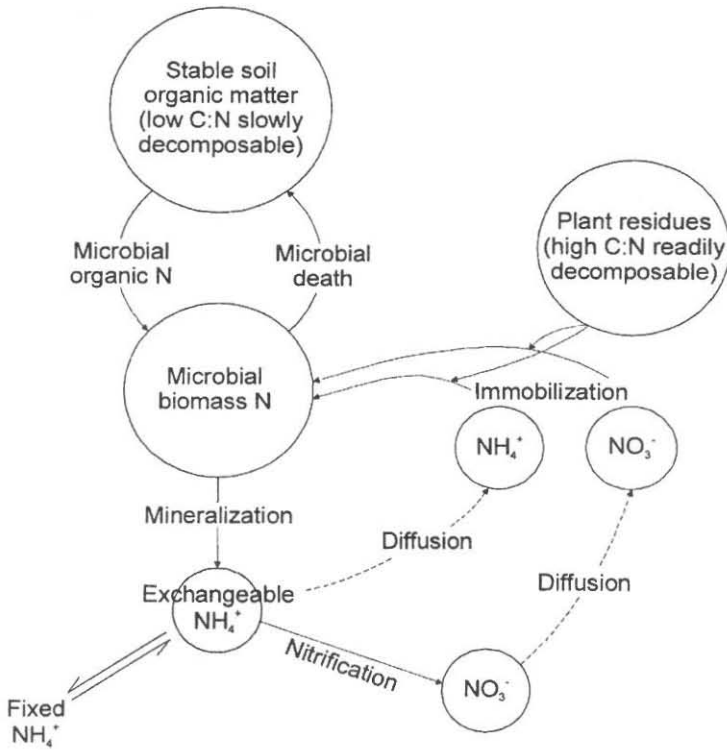 Stable soil
organic matter
(low C:N slowly
decomposable)
Plant residues
(high C:N readily
decomposable)
Microbial
organic N
Microbial
death
Microbial
biomass N
Immobilization
NH₄⁺
NO₃⁻
Mineralization
Diffusion
Diffusion
Exchangeable
NH₄⁺
Nitrification
NO₃⁻
Fixed
NH₄⁺